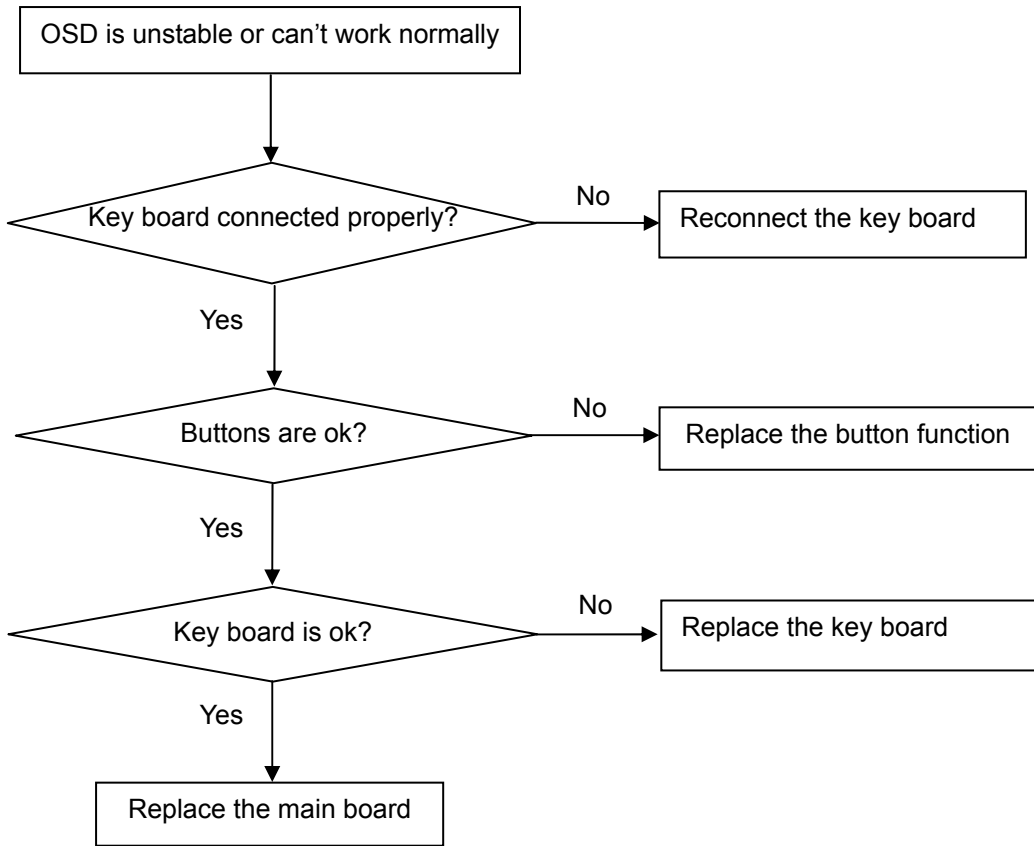 OSD is unstable or can’t work normally
Key board connected properly?
No
Reconnect the key board
Yes
Buttons are ok?
No
Replace the button function
Yes
Key board is ok?
No
Replace the key board
Yes
Replace the main board